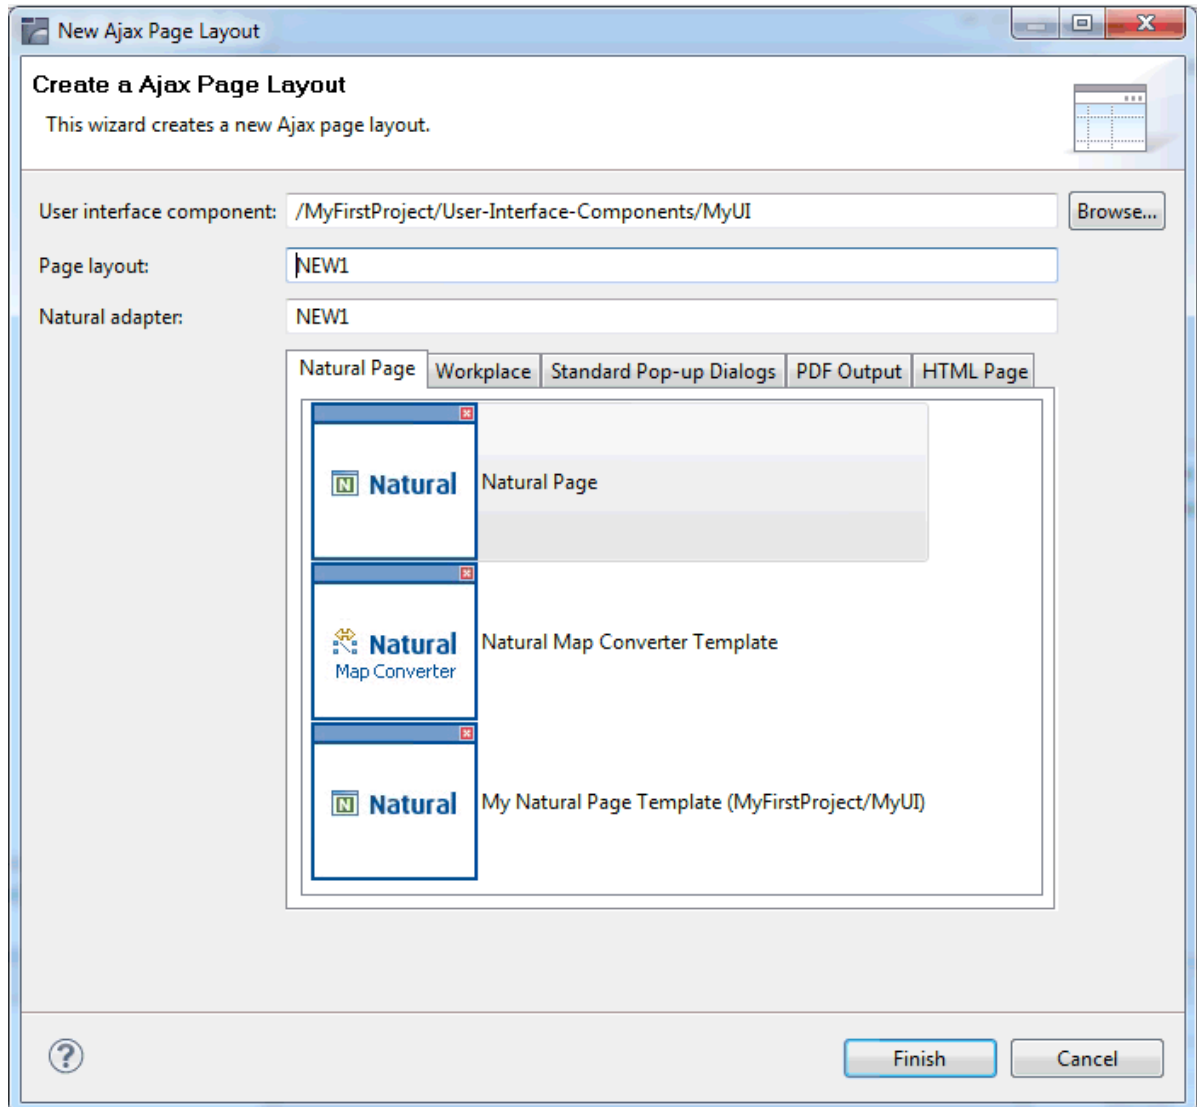 New Ajax Page Layout
Create a Ajax Page Layout
This wizard creates a new Ajax page layout.
User interface component: /MyFirstProject/User-Interface-Components/MyUI Browse...
Page layout: NEW1
Natural adapter: NEW1
Natural Page Workplace Standard Pop-up Dialogs PDF Output HTML Page
N Natural Natural Page
Natural Natural Map Converter Template
Map Converter
N Natural My Natural Page Template (MyFirstProject/MyUI)
? Finish Cancel